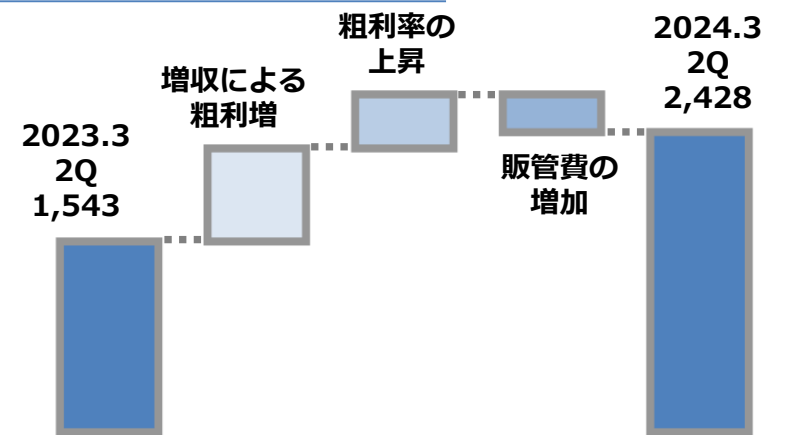 2023.3
2Q
1,543
増収による
粗利増
粗利率の
上昇
販管費の
増加
2024.3
2Q
2,428